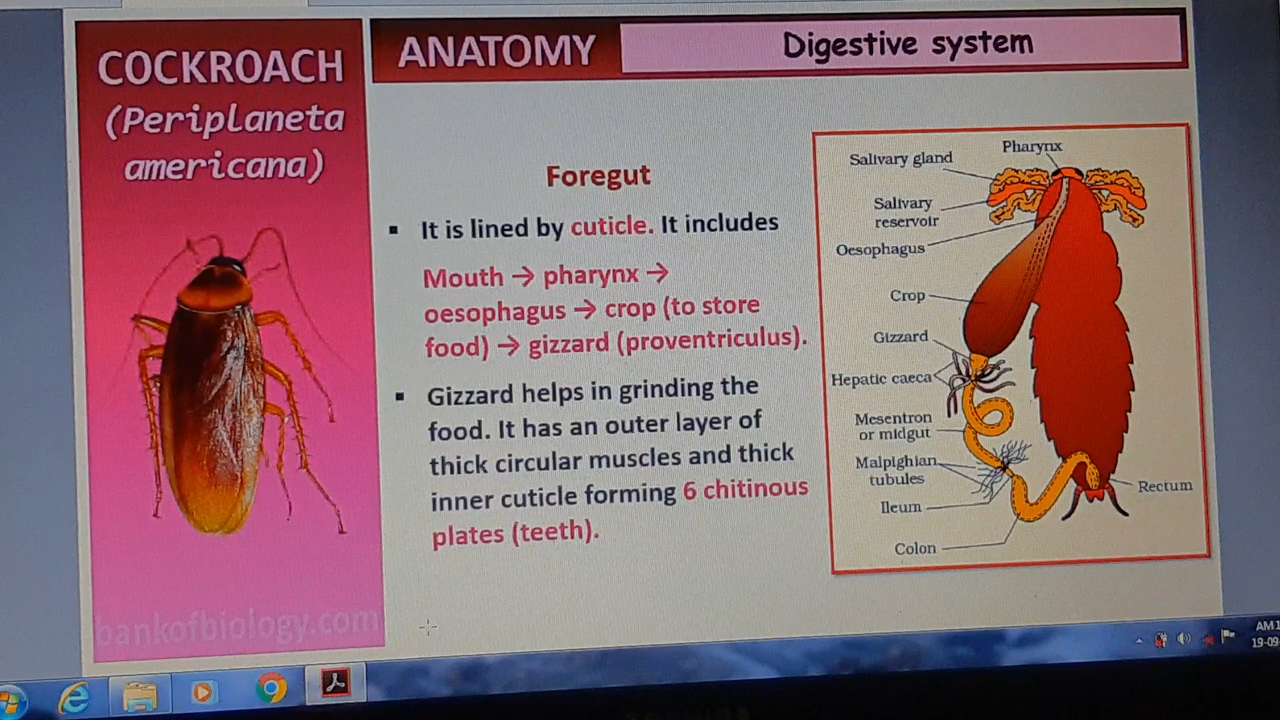 COCKROACH
(Periplaneta
americana)
bankofbiology.com
ANATOMY
Digestive system
Foregut
▪ It is lined by cuticle. It includes
Mouth → pharynx →
oesophagus → crop (to store
food) → gizzard (proventriculus).
▪ Gizzard helps in grinding the
food. It has an outer layer of
thick circular muscles and thick
inner cuticle forming 6 chitinous
plates (teeth).
Pharynx
Salivary gland
Salivary
reservoir
Oesophagus
Crop
Gizzard
Hepatic caeca
Mesentron
or midgut
Malpighian
tubules
Ileum
Rectum
Colon